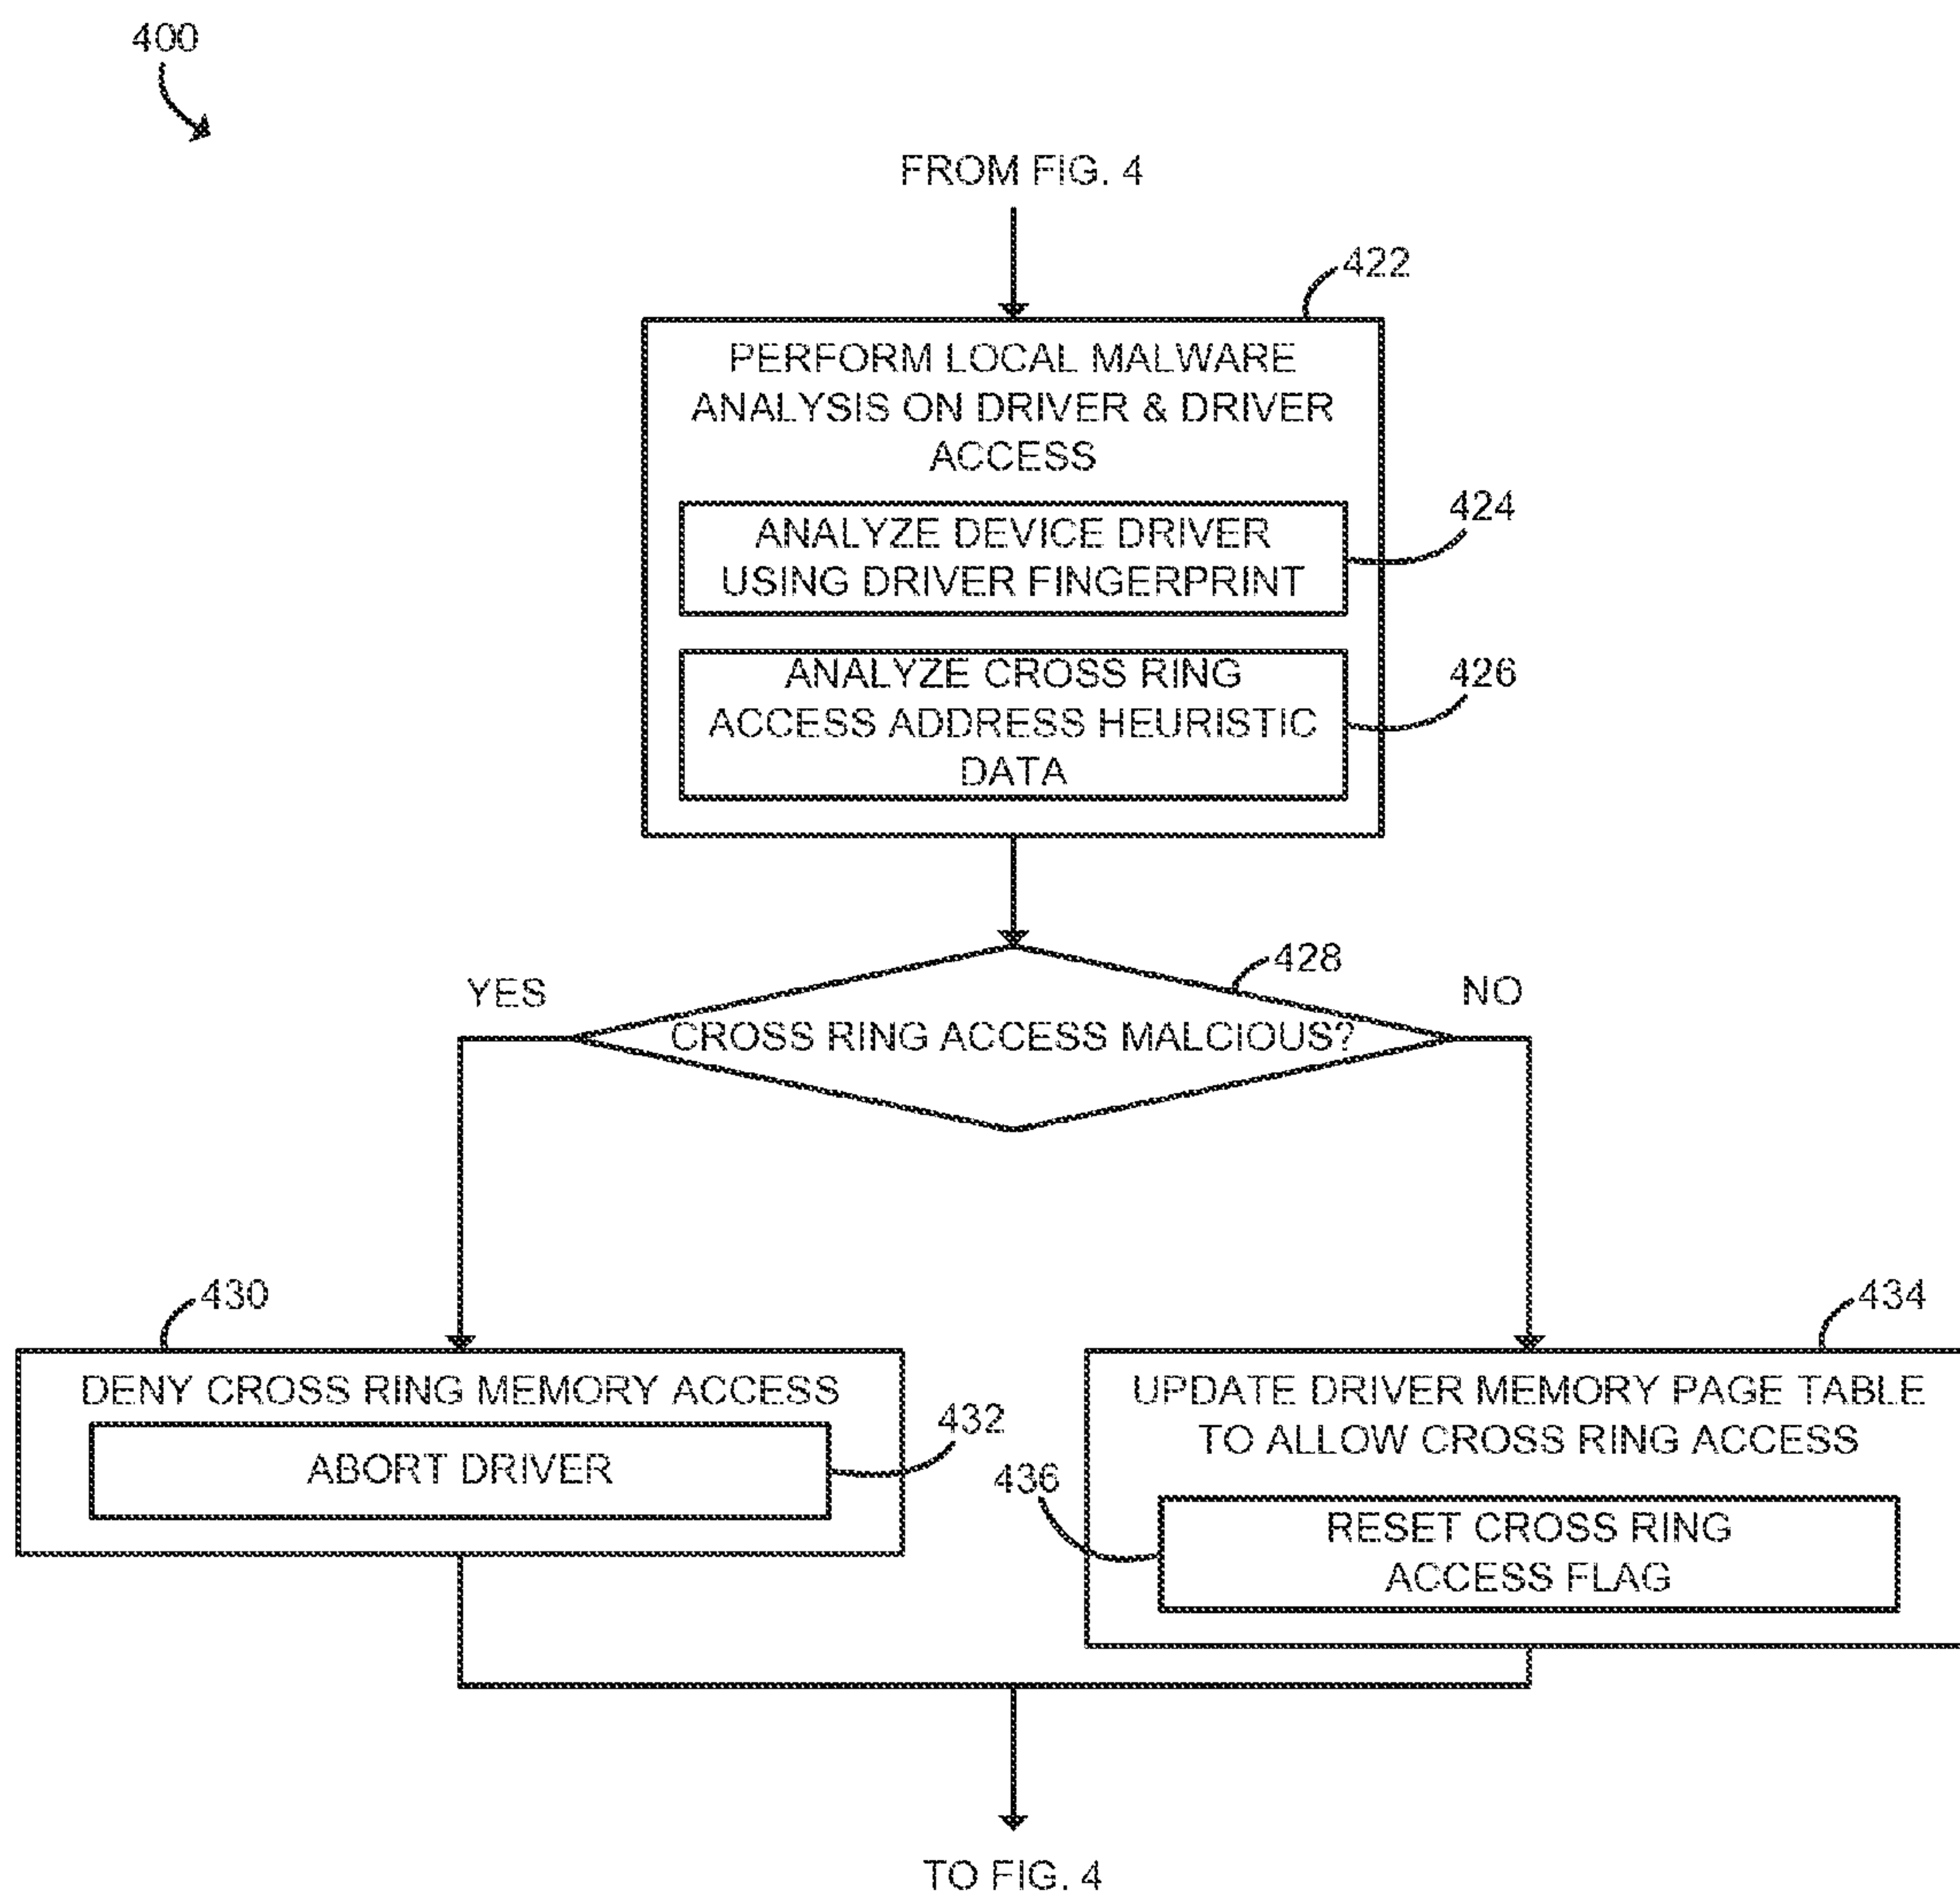 400
FROM FIG. 4
422
PERFORM LOCAL MALWARE
ANALYSIS ON DRIVER & DRIVER
ACCESS
424
ANALYZE DEVICE DRIVER
USING DRIVER FINGERPRINT
426
ANALYZE CROSS RING
ACCESS ADDRESS HEURISTIC
DATA
428
YES
NO
CROSS RING ACCESS MALCIOUS?
430
434
DENY CROSS RING MEMORY ACCESS
432
ABORT DRIVER
UPDATE DRIVER MEMORY PAGE TABLE
TO ALLOW CROSS RING ACCESS
436
RESET CROSS RING
ACCESS FLAG
TO FIG. 4